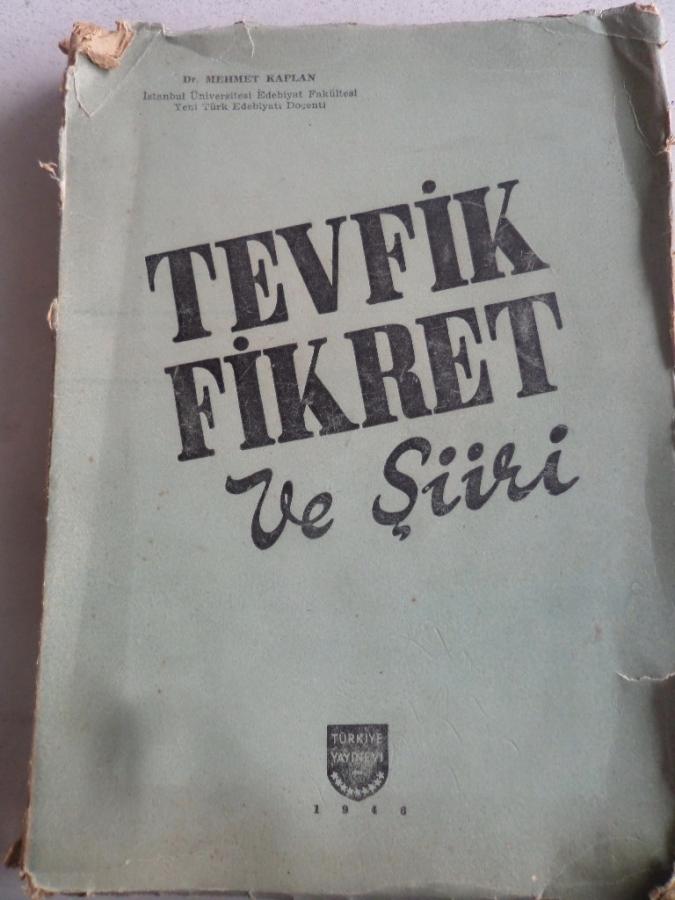 Dr. MEHMET KAPLAN
İstanbul Üniversitesi Edebiyat Fakültesi
Yeni Türk Edebiyatı Doçenti
TEVFİK
FİKRET
Ve Şiiri
TÜRKİYE
YAYINEVİ
1946